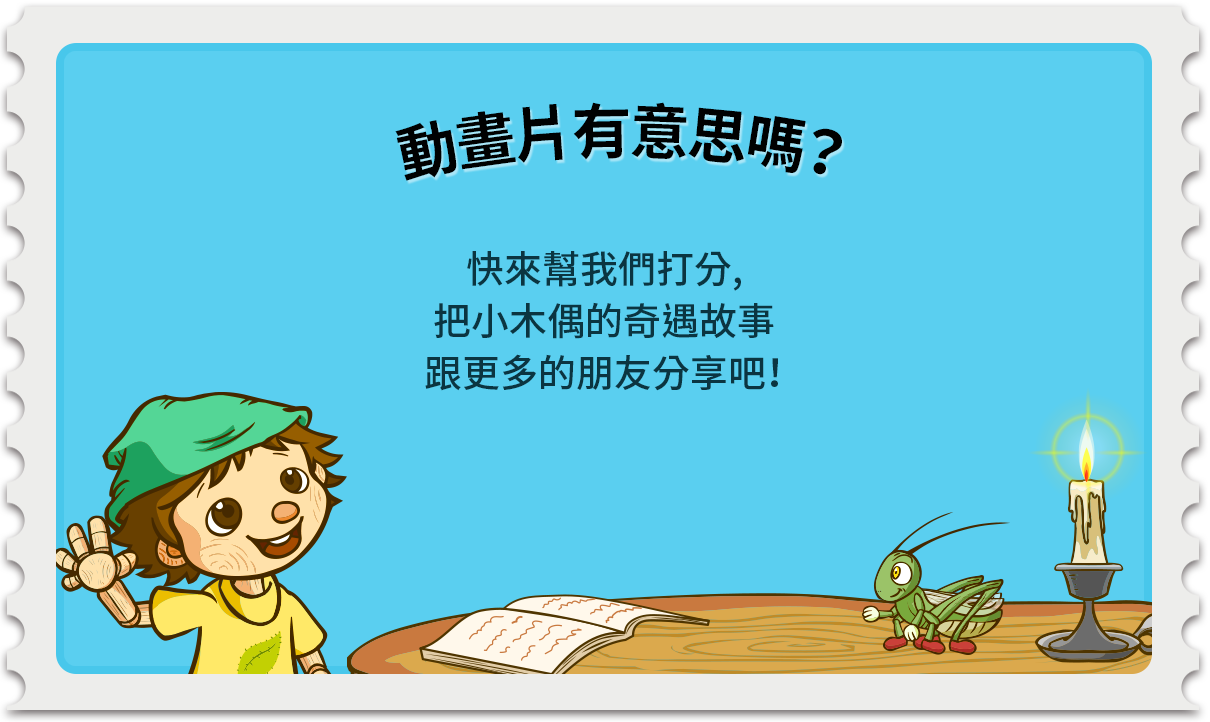 動畫片有意思嗎?
快來幫我們打分,
把小木偶的奇遇故事
跟更多的朋友分享吧!